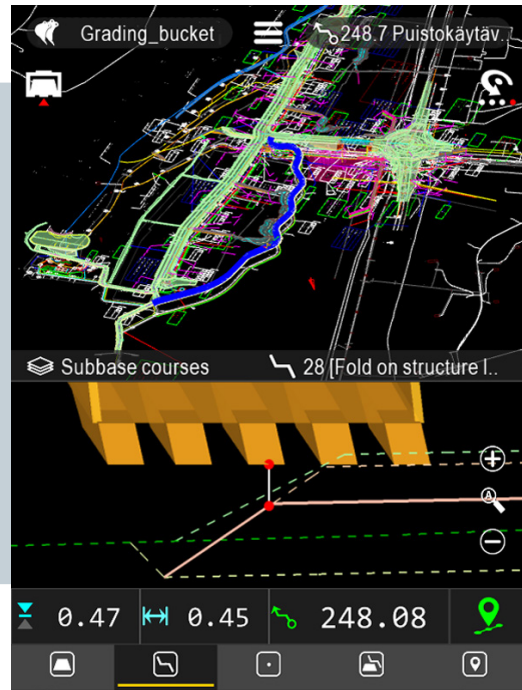 Grading_bucket
248.7 Puistokäytäv..
Subbase courses
28 [Fold on structure l..
A
0.47
0.45
248.08